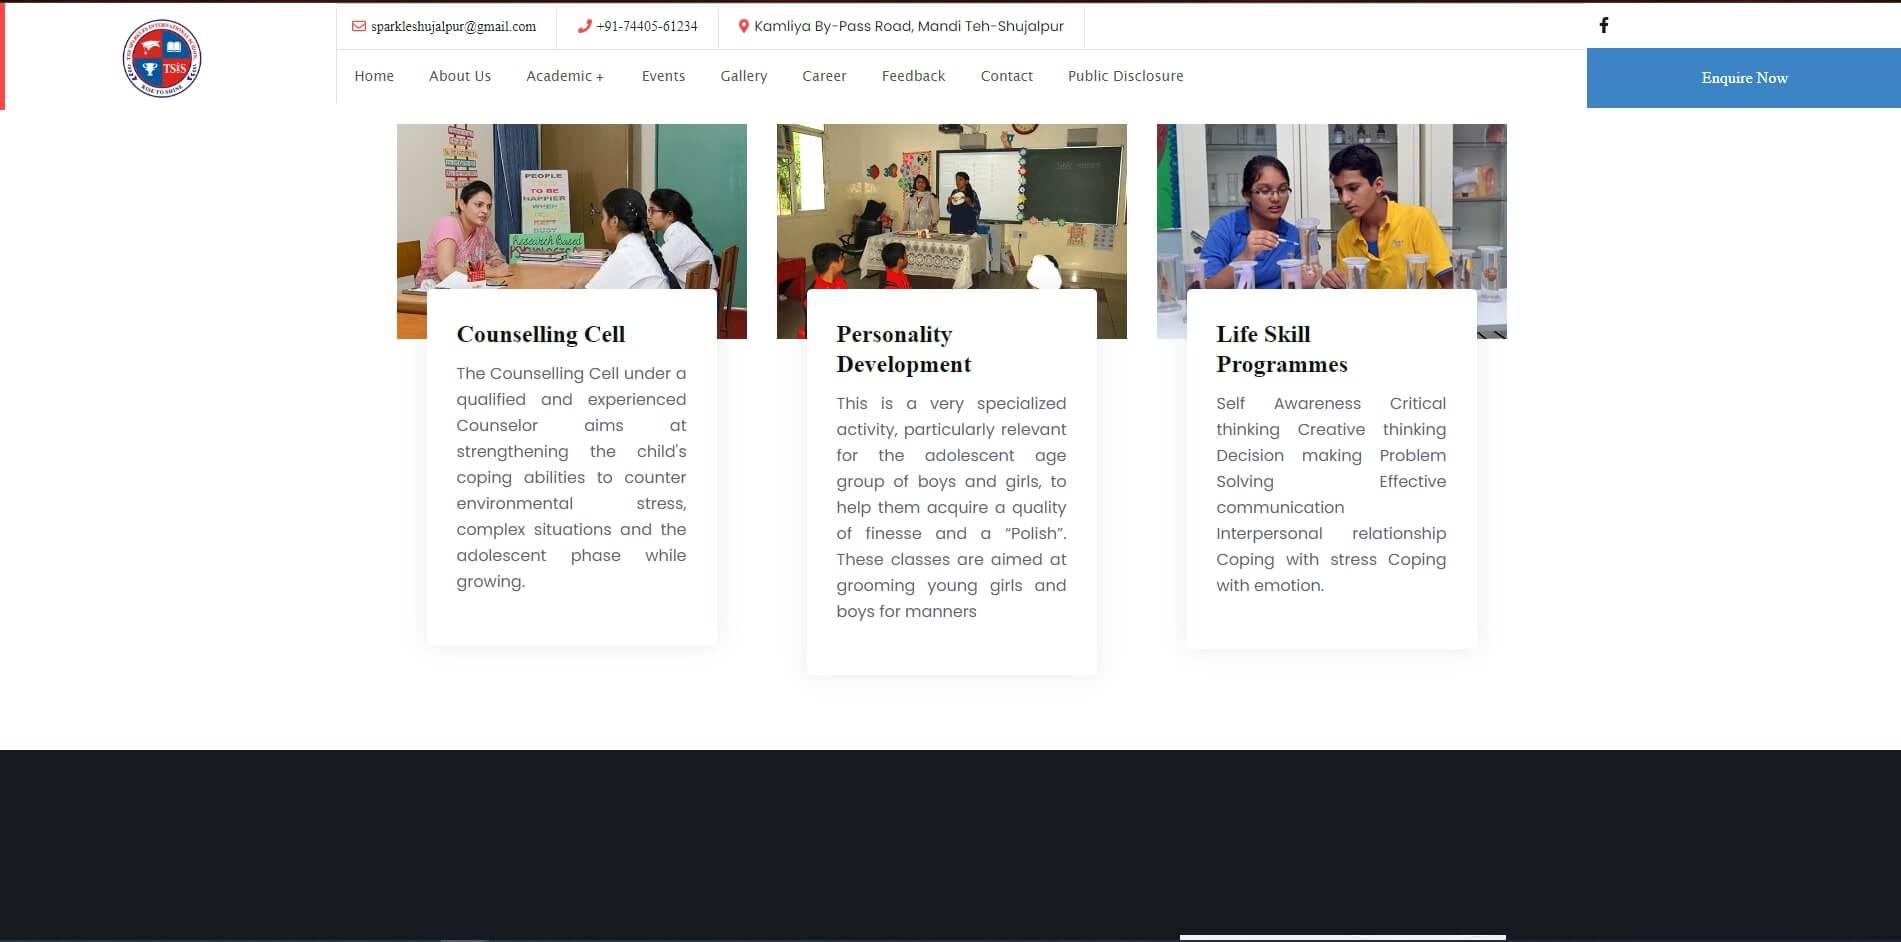 sparkleshujalpur@gmail.com
+91-74405-61234
Kamliya By-Pass Road, Mandi Teh-Shujalpur
TSIS
RISE TO SHINE
Home
About Us
Academic +
Events
Gallery
Career
Feedback
Contact
Public Disclosure
Enquire Now
PEOPLE
TO BE
HAPPIER
WHEN
BUSY
Research Based
Counselling Cell
The Counselling Cell under a
qualified and experienced
Counselor aims at
strengthening the child's
coping abilities to counter
environmental stress,
complex situations and the
adolescent phase while
growing.
Personality
Development
This is a very specialized
activity, particularly relevant
for the adolescent age
group of boys and girls, to
help them acquire a quality
of finesse and a “Polish”.
These classes are aimed at
grooming young girls and
boys for manners
Life Skill
Programmes
Self Awareness Critical
thinking Creative thinking
Decision making Problem
Solving Effective
communication
Interpersonal relationship
Coping with stress Coping
with emotion.